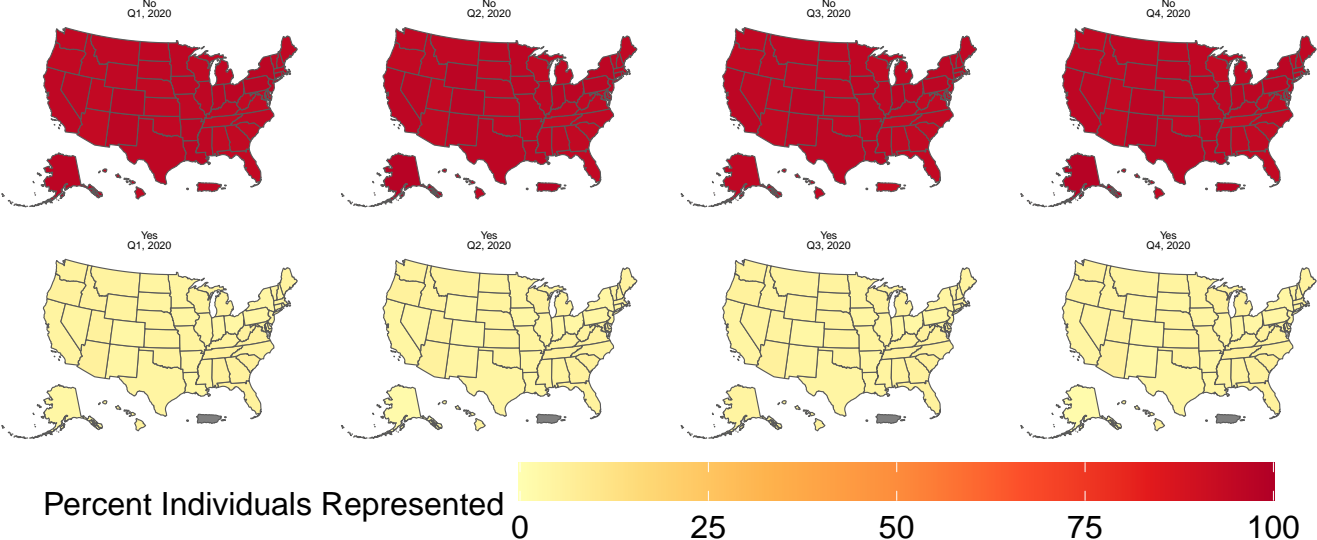 No
Q1, 2020
No
Q2, 2020
No
Q3, 2020
No
Q4, 2020
Yes
Q1, 2020
Yes
Q2, 2020
Yes
Q3, 2020
Yes
Q4, 2020
Percent Individuals Represented
0 25 50 75 100